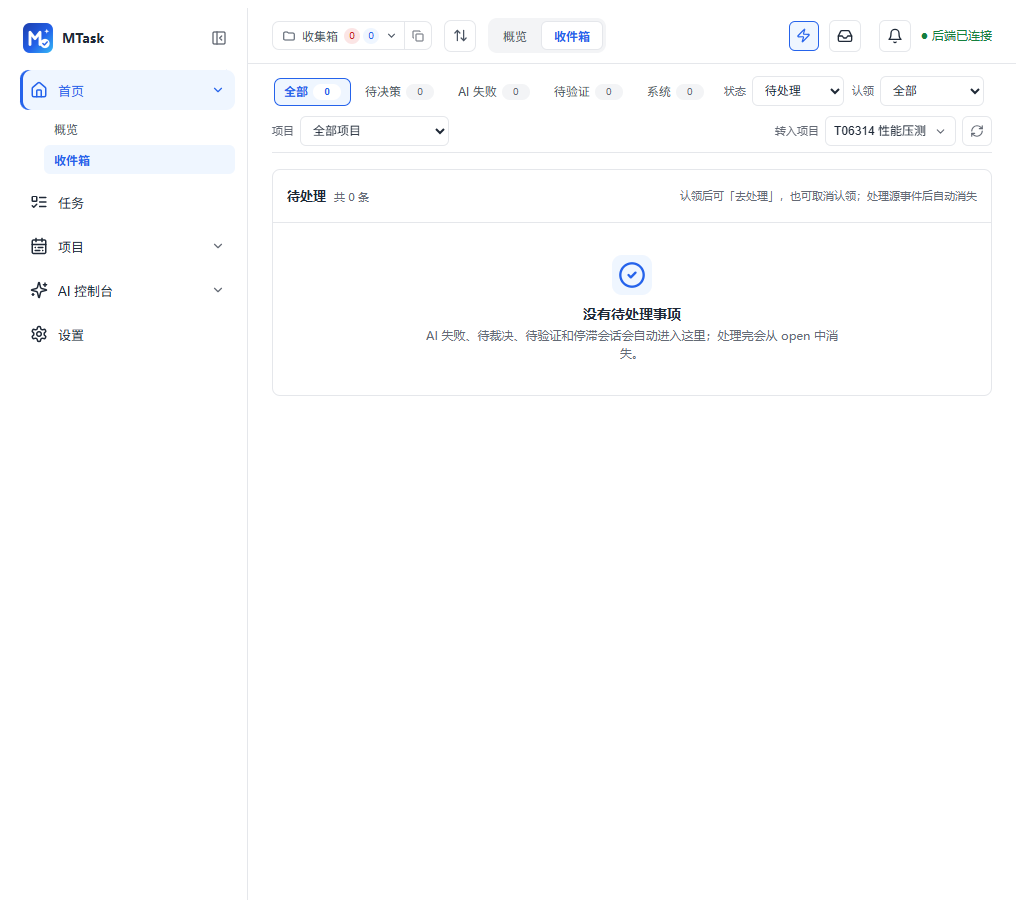 MTask
首页
概览
收件箱
任务
项目
AI 控制台
设置
收集箱 0 0
概览 收件箱
后端已连接
全部 0 待决策 0 AI 失败 0 待验证 0 系统 0 状态 待处理 认领 全部
项目 全部项目 转入项目 T06314 性能压测
待处理 共 0 条 认领后可「去处理」，也可取消认领；处理源事件后自动消失
没有待处理事项
AI 失败、待裁决、待验证和停滞会话会自动进入这里；处理完会从 open 中消
失。